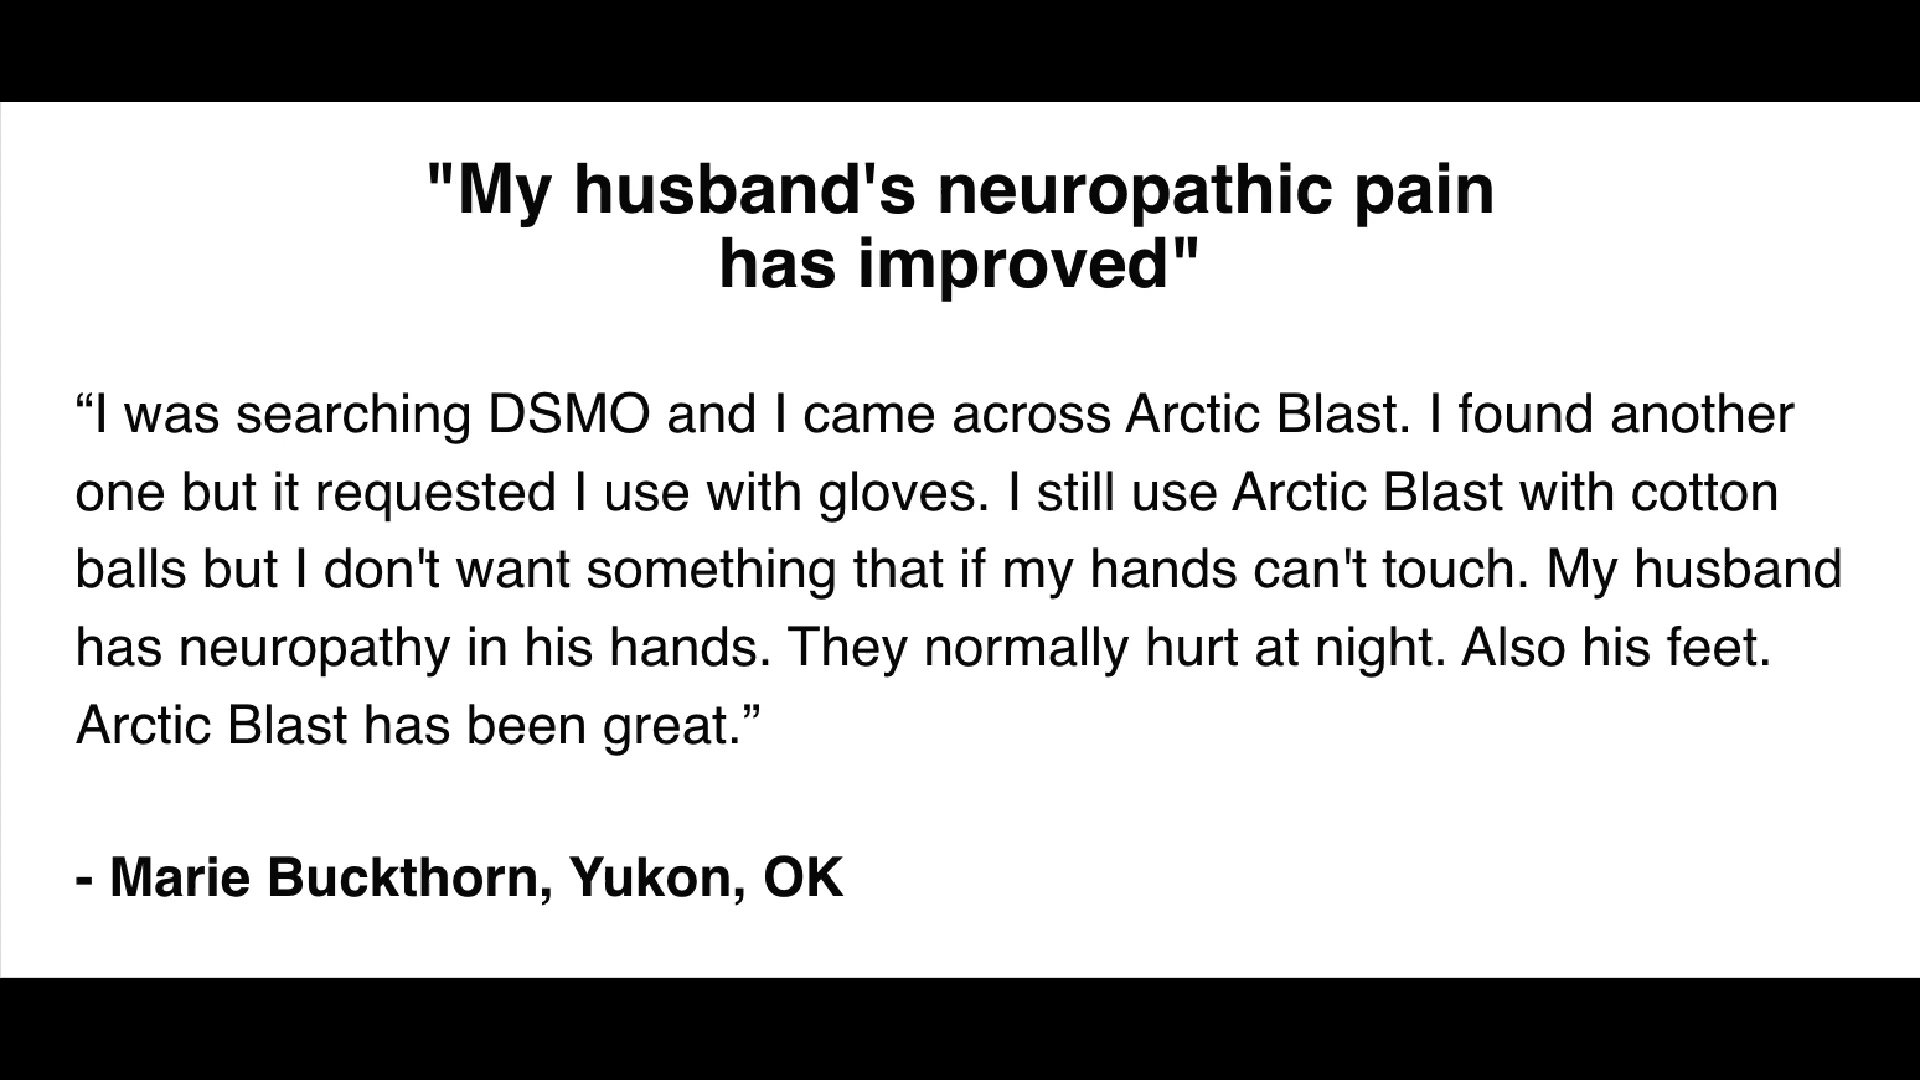 "My husband's neuropathic pain
has improved"
“I was searching DSMO and I came across Arctic Blast. I found another
one but it requested I use with gloves. I still use Arctic Blast with cotton
balls but I don't want something that if my hands can't touch. My husband
has neuropathy in his hands. They normally hurt at night. Also his feet.
Arctic Blast has been great.”
- Marie Buckthorn, Yukon, OK